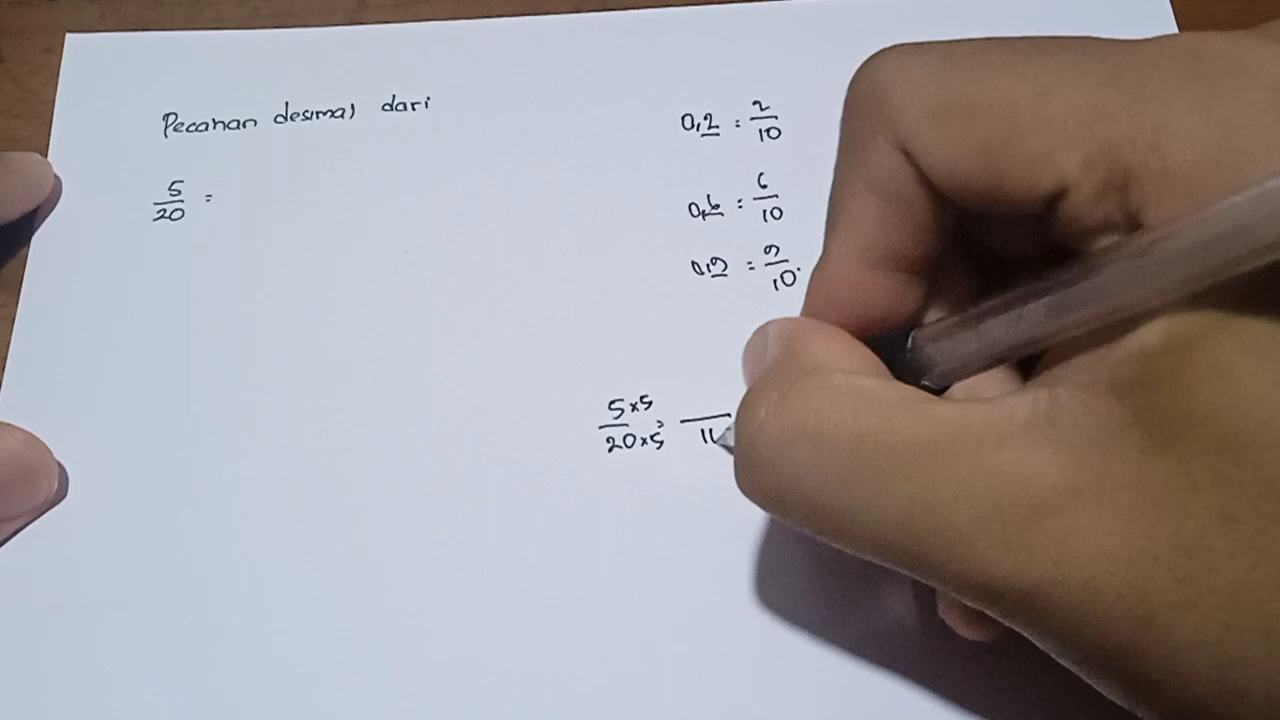 Pecahan desimal dari
5/20 =
0,2 = 2/10
0,6 = 6/10
0,9 = 9/10
5×5/20×5 =